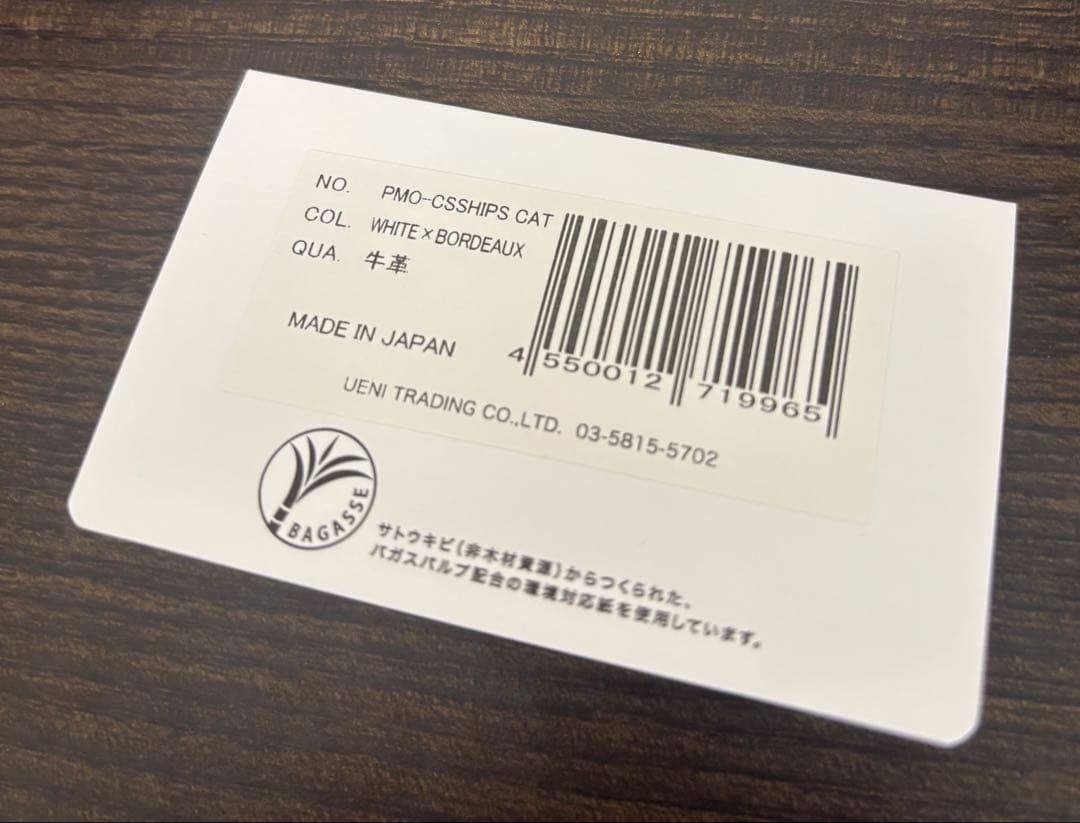 NO. PMO-CSSHIPS CAT
COL. WHITE×BORDEAUX
QUA. 牛革
MADE IN JAPAN
4 550012 719965
UENI TRADING CO.,LTD. 03-5815-5702
BAGASSE
サトウキビ(非木材資源)からつくられた、
バガスパルプ配合の環境対応紙を使用しています。